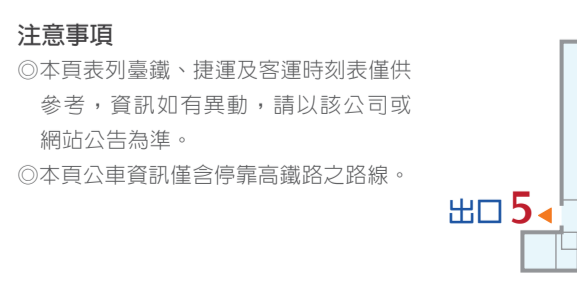 注意事項
◎本頁表列臺鐵、捷運及客運時刻表僅供
參考，資訊如有異動，請以該公司或
網站公告為準。
◎本頁公車資訊僅含停靠高鐵路之路線。
出口 5